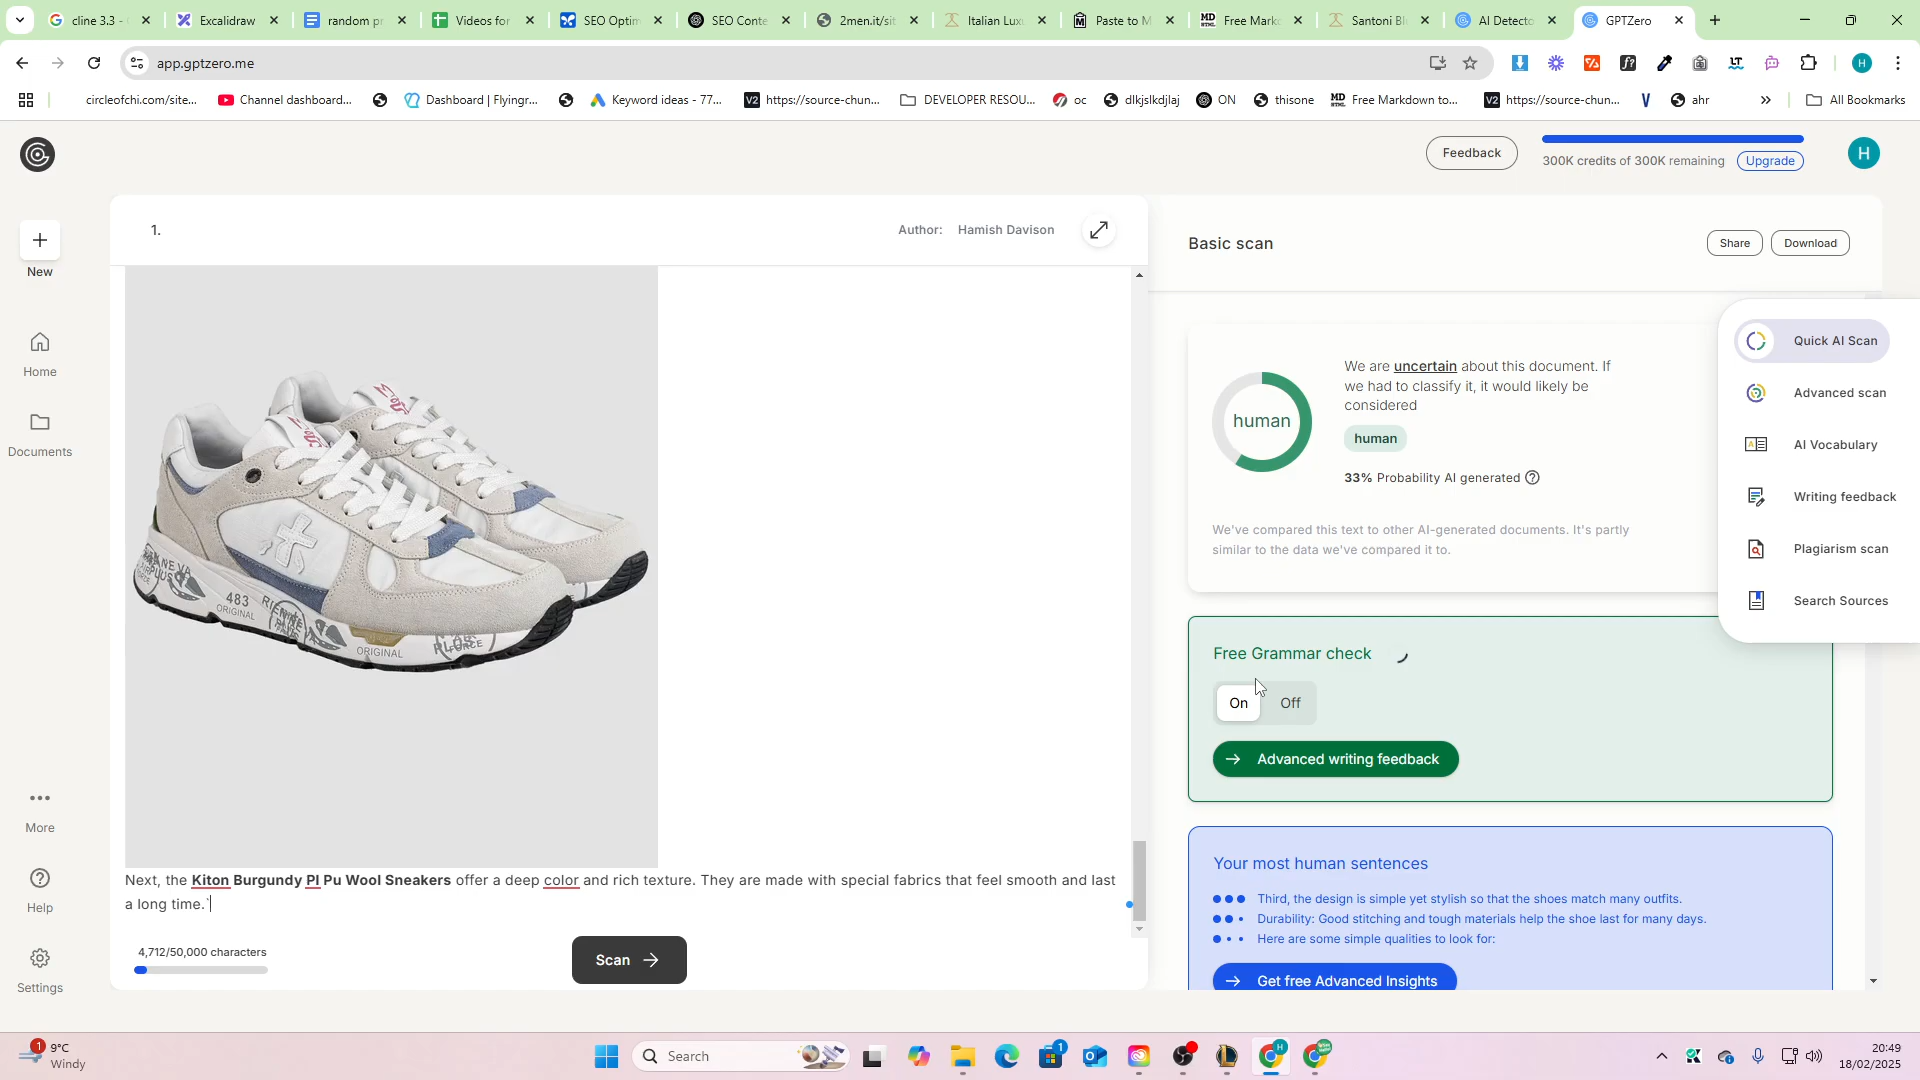 cline 3.3 -
Excalidraw
random p
Videos for
SEO Optim
SEO Conte
2men.it/sit
Italian Lux
Paste to M
Free Mark
Santoni Bl
AI Detecto
GPTZero
app.gptzero.me
circleofchi.com/site...
Channel dashboard...
Dashboard | Flyingr...
Keyword ideas - 77...
https://source-chun...
DEVELOPER RESOU...
oc
dlkjslkdjlaj
ON
thisone
Free Markdown to...
https://source-chun...
ahr
All Bookmarks
Feedback
300K credits of 300K remaining
Upgrade
H
New
Home
Documents
More
Help
Settings
1.
Author: Hamish Davison
483
ORIGINAL
ORIGINAL
Next, the Kiton Burgundy PI Pu Wool Sneakers offer a deep color and rich texture. They are made with special fabrics that feel smooth and last
a long time.`
4,712/50,000 characters
Scan
Basic scan
Share
Download
human
We are uncertain about this document. If
we had to classify it, it would likely be
considered
human
33% Probability AI generated
We've compared this text to other AI-generated documents. It's partly
similar to the data we've compared it to.
Quick AI Scan
Advanced scan
AI Vocabulary
Writing feedback
Plagiarism scan
Search Sources
Free Grammar check
On
Off
Advanced writing feedback
Your most human sentences
Third, the design is simple yet stylish so that the shoes match many outfits.
Durability: Good stitching and tough materials help the shoe last for many days.
Here are some simple qualities to look for:
Get free Advanced Insights
9°C
Windy
Search
20:49
18/02/2025